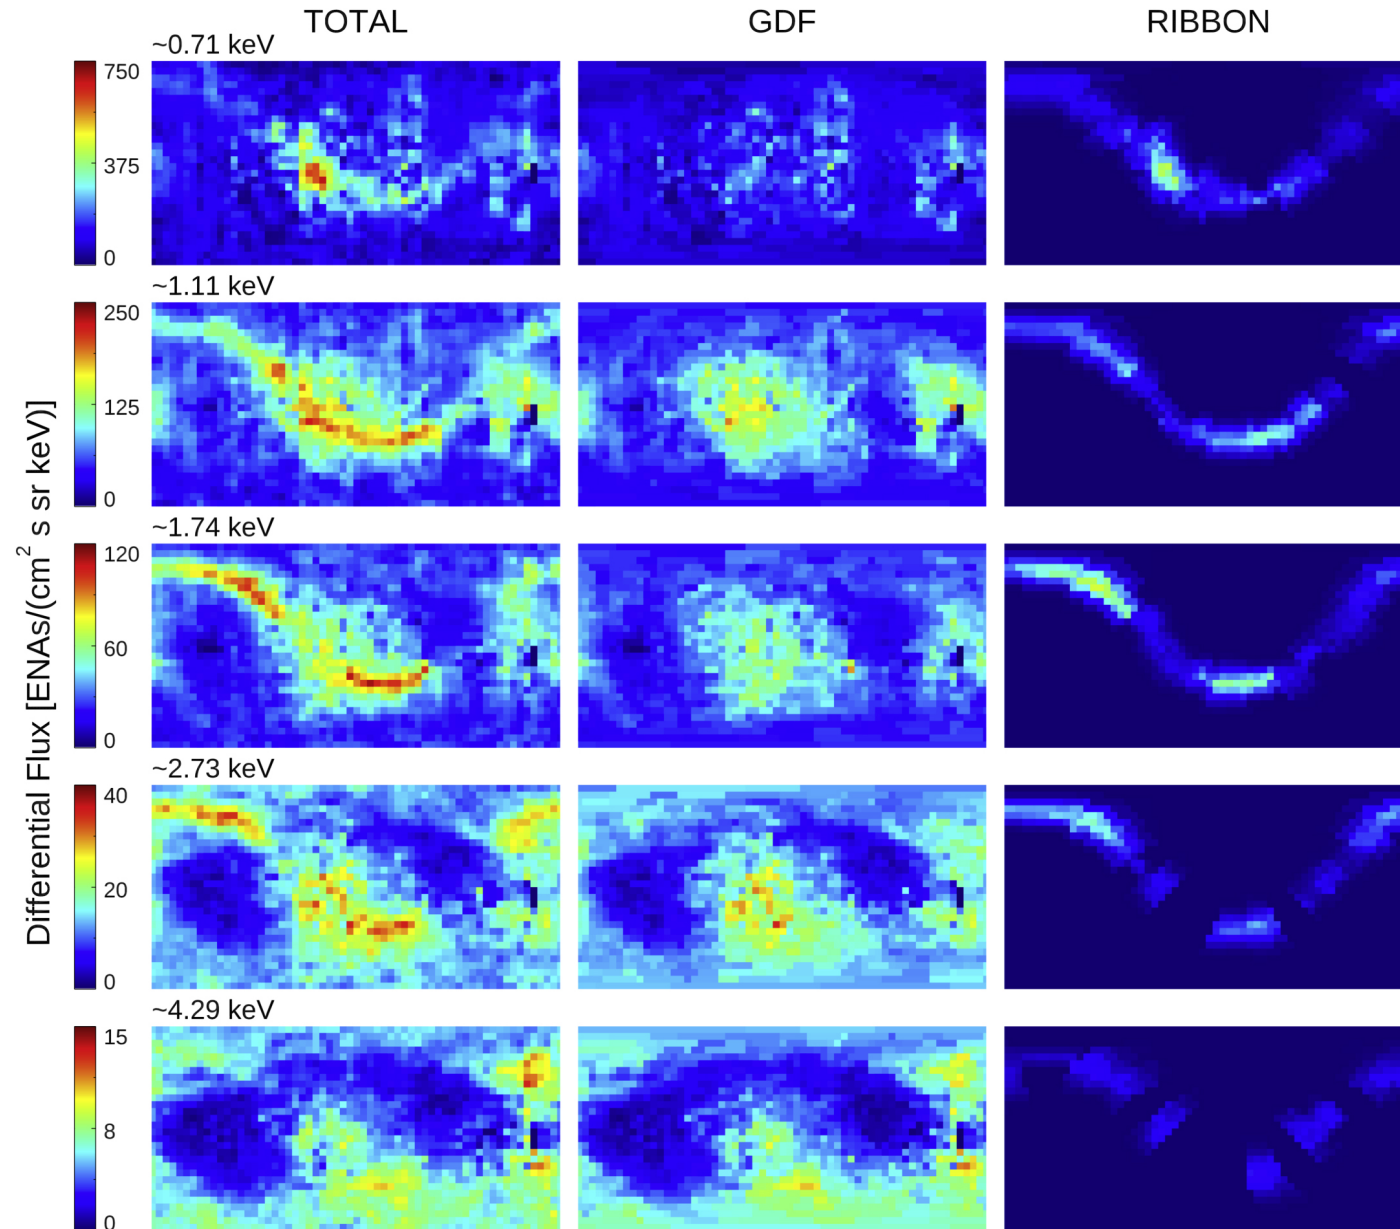 TOTAL GDF RIBBON
~0.71 keV
750
375
0
~1.11 keV
250
125
0
~1.74 keV
120
60
0
~2.73 keV
40
20
0
~4.29 keV
15
8
0
Differential Flux [ENAs/(cm² s sr keV)]